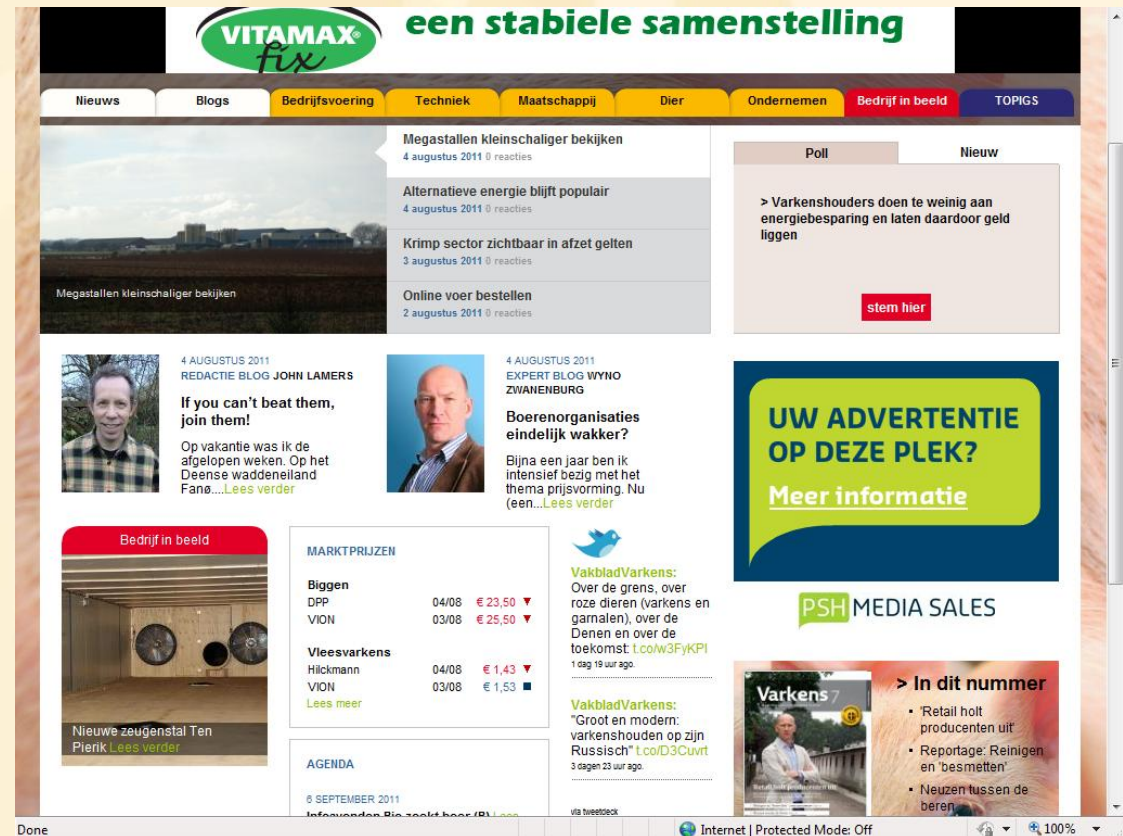 VITAMAX®
fix
een stabiele samenstelling
Nieuws
Blogs
Bedrijfsvoering
Techniek
Maatschappij
Dier
Ondernemen
Bedrijf in beeld
TOPIGS
Megastallen kleinschaliger bekijken
Megastallen kleinschaliger bekijken
4 augustus 2011 0 reacties
Alternatieve energie blijft populair
4 augustus 2011 0 reacties
Krimp sector zichtbaar in afzet gelten
3 augustus 2011 0 reacties
Online voer bestellen
2 augustus 2011 0 reacties
Poll
Nieuw
> Varkenshouders doen te weinig aan
energiebesparing en laten daardoor geld
liggen
stem hier
4 AUGUSTUS 2011
REDACTIE BLOG JOHN LAMERS
If you can't beat them,
join them!
Op vakantie was ik de
afgelopen weken. Op het
Deense waddeneiland
Fanø....Lees verder
4 AUGUSTUS 2011
EXPERT BLOG WYNO
ZWANENBURG
Boerenorganisaties
eindelijk wakker?
Bijna een jaar ben ik
intensief bezig met het
thema prijsvorming. Nu
(een...Lees verder
UW ADVERTENTIE
OP DEZE PLEK?
Meer informatie
PSH MEDIA SALES
Bedrijf in beeld
Nieuwe zeugenstal Ten
Pierik Lees verder
MARKTPRIJZEN
Biggen
DPP 04/08 € 23,50 ▼
VION 03/08 € 25,50 ▼
Vleesvarkens
Hilckmann 04/08 € 1,43 ▼
VION 03/08 € 1,53 ■
Lees meer
AGENDA
6 SEPTEMBER 2011
Infoavonden Bio zoekt boer (B) Lees
VakbladVarkens:
Over de grens, over
roze dieren (varkens en
garnalen), over de
Denen en over de
toekomst: t.co/w3FyKPI
1 dag 19 uur ago.
VakbladVarkens:
"Groot en modern:
varkenshouden op zijn
Russisch" t.co/D3Cuvrt
3 dagen 23 uur ago.
via tweetdeck
Varkens 7
Retail holt producenten uit
> In dit nummer
▪ 'Retail holt
producenten uit'
▪ Reportage: Reinigen
en 'besmetten'
▪ Neuzen tussen de
beren
Done
Internet | Protected Mode: Off
100%